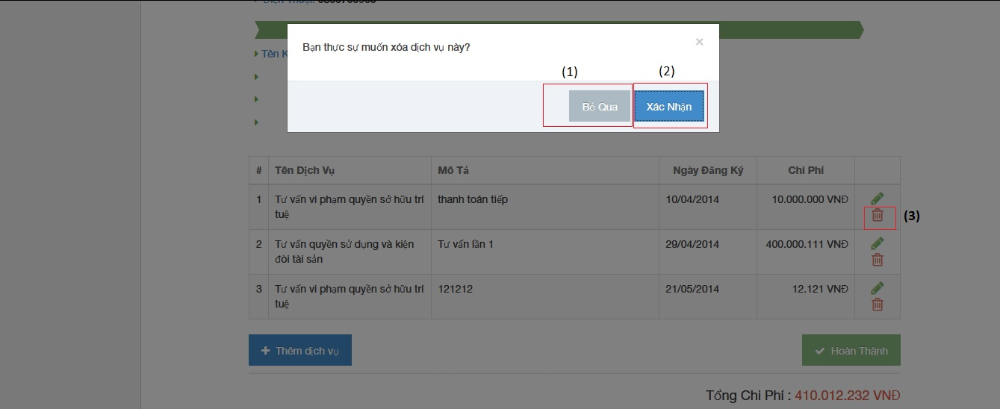 Bạn thực sự muốn xóa dịch vụ này?
×
(1)
(2)
Bỏ Qua
Xác Nhận
Tên K
# Tên Dịch Vụ Mô Tả Ngày Đăng Ký Chi Phí
1 Tư vấn vi phạm quyền sở hữu trí thanh toán tiếp 10/04/2014 10.000.000 VNĐ
tuệ
(3)
2 Tư vấn quyền sử dụng và kiện Tư vấn lần 1 29/04/2014 400.000.111 VNĐ
đòi tài sản
3 Tư vấn vi phạm quyền sở hữu trí 121212 21/05/2014 12.121 VNĐ
tuệ
Thêm dịch vụ
Hoàn Thành
Tổng Chi Phí : 410.012.232 VNĐ